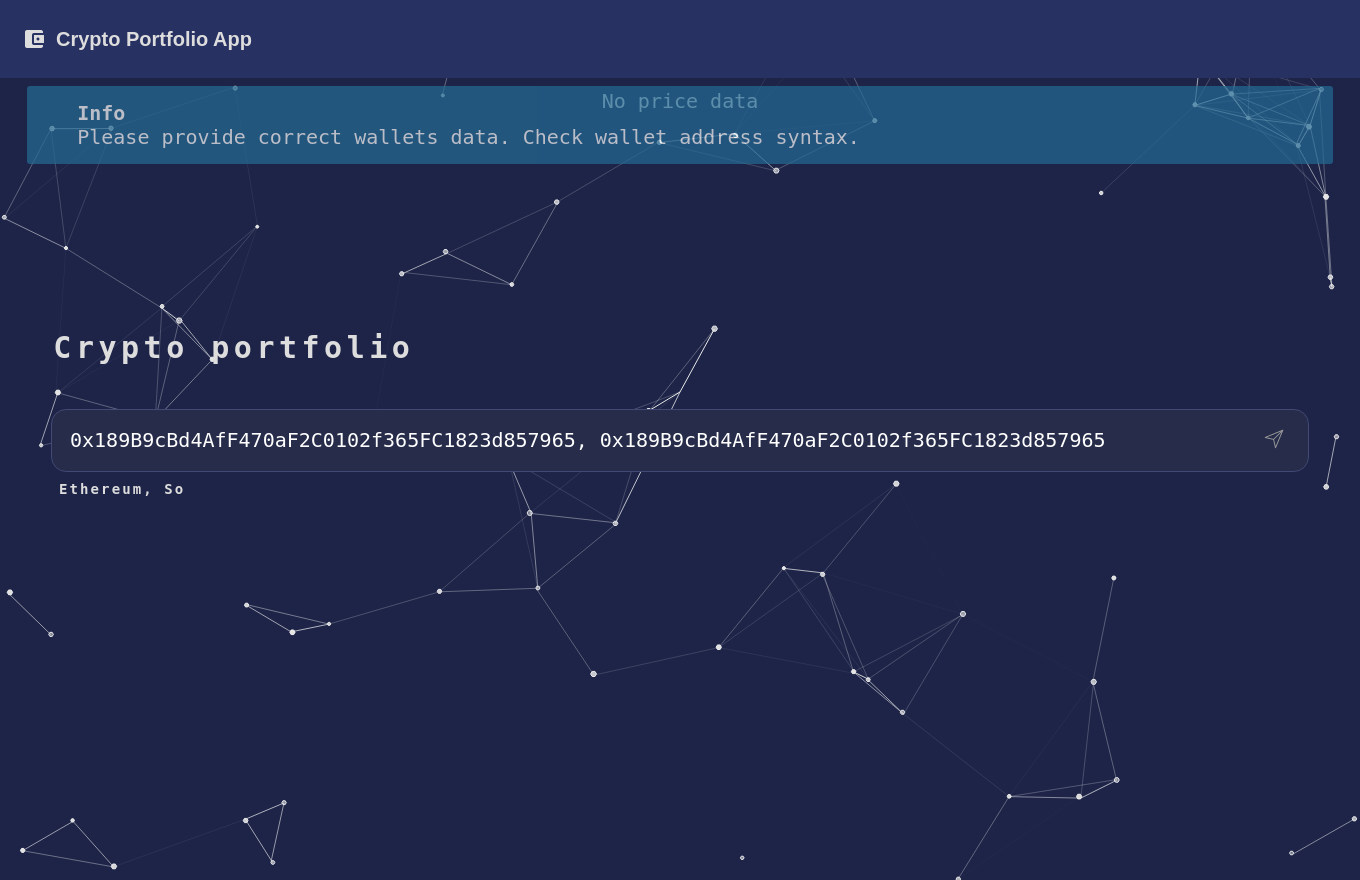 Crypto Portfolio App
No price data
Info
Please provide correct wallets data. Check wallet address syntax.
Crypto portfolio
0x189B9cBd4AfF470aF2C0102f365FC1823d857965, 0x189B9cBd4AfF470aF2C0102f365FC1823d857965
Ethereum, So